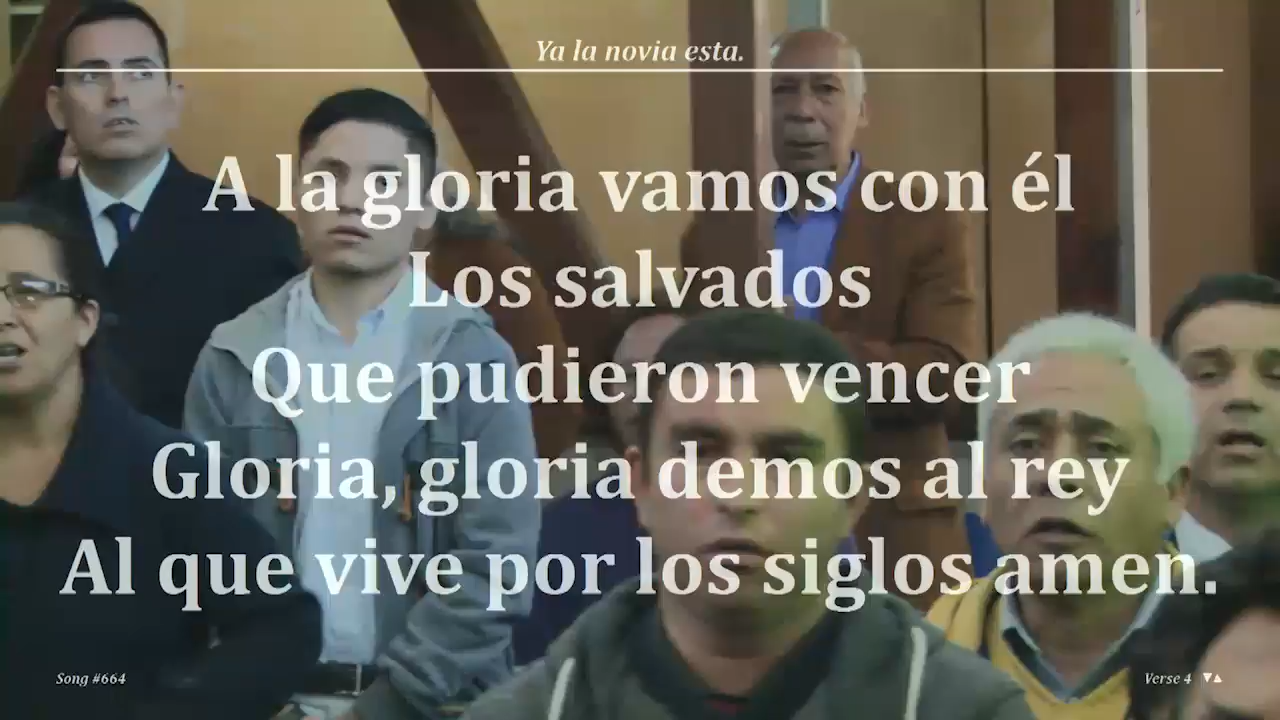 Ya la novia esta.
A la gloria vamos con él
Los salvados
Que pudieron vencer
Gloria, gloria demos al rey
Al que vive por los siglos amen.
Song #664
Verse 4 ▼▲